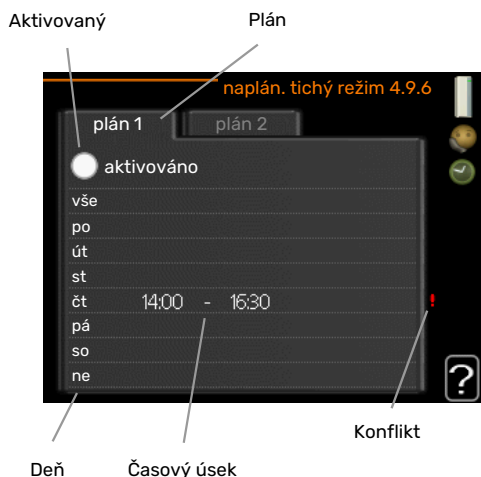 Aktivovaný
Plán
naplán. tichý režim 4.9.6
plán 1
plán 2
aktivováno
vše
po
út
st
čt 14:00 - 16:30 !
pá
so
ne
?
Konflikt
Deň
Časový úsek